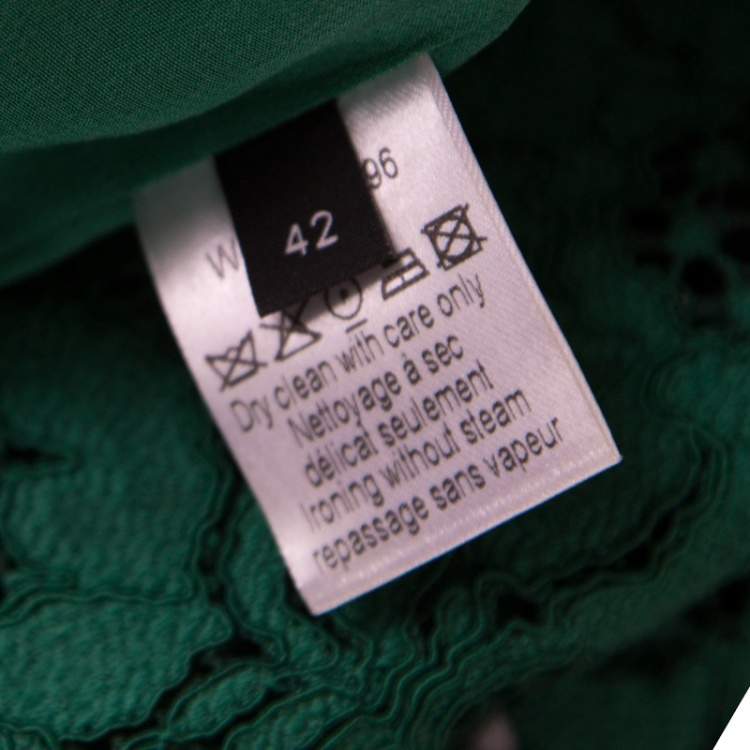 96
42
W
Dry clean with care only
Nettoyage à sec
délicat seulement
Ironing without steam
repassage sans vapeur